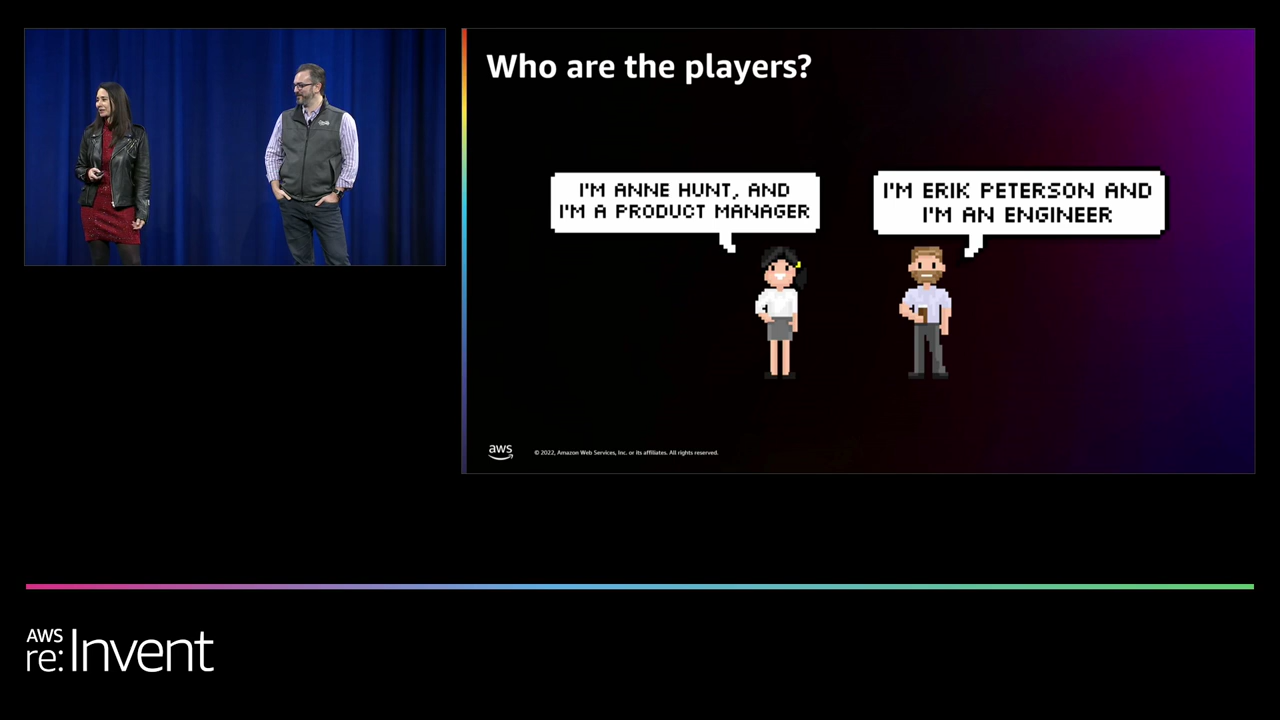 Who are the players?
I'M ANNE HUNT, AND
I'M A PRODUCT MANAGER
I'M ERIK PETERSON AND
I'M AN ENGINEER
aws
© 2022, Amazon Web Services, Inc. or its affiliates. All rights reserved.
AWS
re:Invent